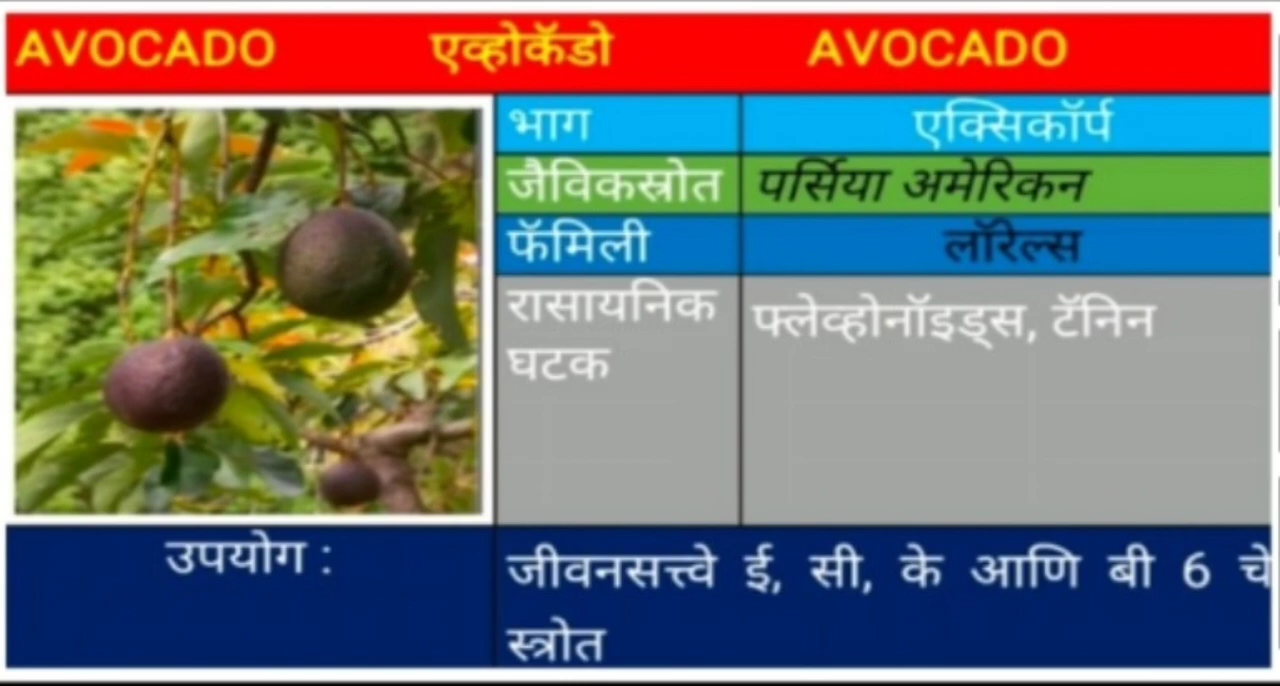 AVOCADO एव्होकॅडो AVOCADO
भाग एक्सिकॉर्प
जैविकस्रोत पर्सिया अमेरिकन
फॅमिली लॉरेल्स
रासायनिक घटक फ्लेव्होनॉइड्स, टॅनिन
उपयोग : जीवनसत्त्वे ई, सी, के आणि बी 6 चे
स्त्रोत